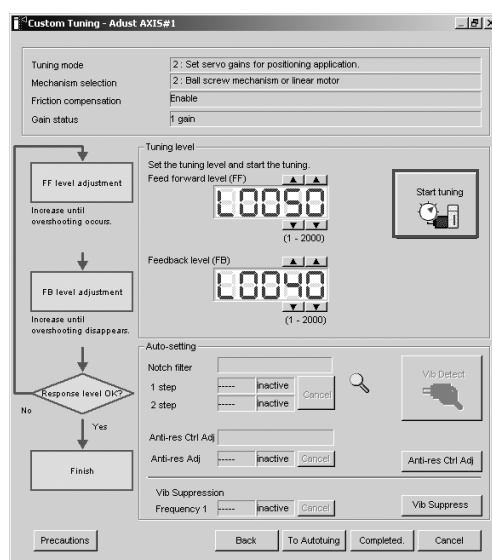 Custom Tuning - Adust AXIS#1
Tuning mode
2 : Set servo gains for positioning application.
Mechanism selection
2 : Ball screw mechanism or linear motor
Friction compensation
Enable
Gain status
1 gain
FF level adjustment
Increase until
overshooting occurs.
FB level adjustment
Increase until
overshooting disappears.
Response level OK?
No
Yes
Finish
Tuning level
Set the tuning level and start the tuning.
Feed forward level (FF)
L0050
(1 - 2000)
Feedback level (FB)
L0040
(1 - 2000)
Start tuning
Auto-setting
Notch filter
1 step
-----
inactive
2 step
-----
inactive
Cancel
Vib Detect
Anti-res Ctrl Adj
Anti-res Adj
-----
inactive
Cancel
Anti-res Ctrl Adj
Vib Suppression
Frequency 1
-----
inactive
Cancel
Vib Suppress
Precautions
Back
To Autotuing
Completed.
Cancel